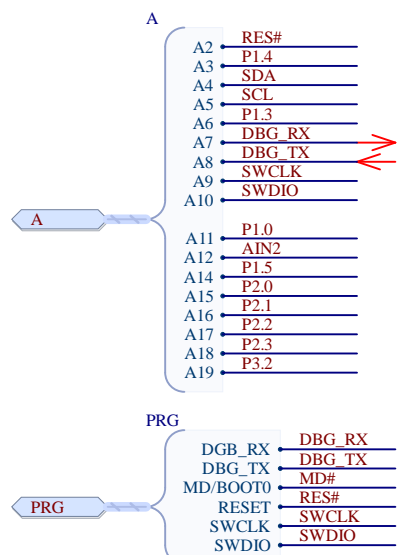 A
A2 RES#
A3 P1.4
A4 SDA
A5 SCL
A6 P1.3
A7 DBG_RX
A8 DBG_TX
A9 SWCLK
A10 SWDIO
A
A11 P1.0
A12 AIN2
A14 P1.5
A15 P2.0
A16 P2.1
A17 P2.2
A18 P2.3
A19 P3.2
PRG
DGB_RX DBG_RX
DBG_TX DBG_TX
MD/BOOT0 MD#
PRG RESET RES#
SWCLK SWCLK
SWDIO SWDIO